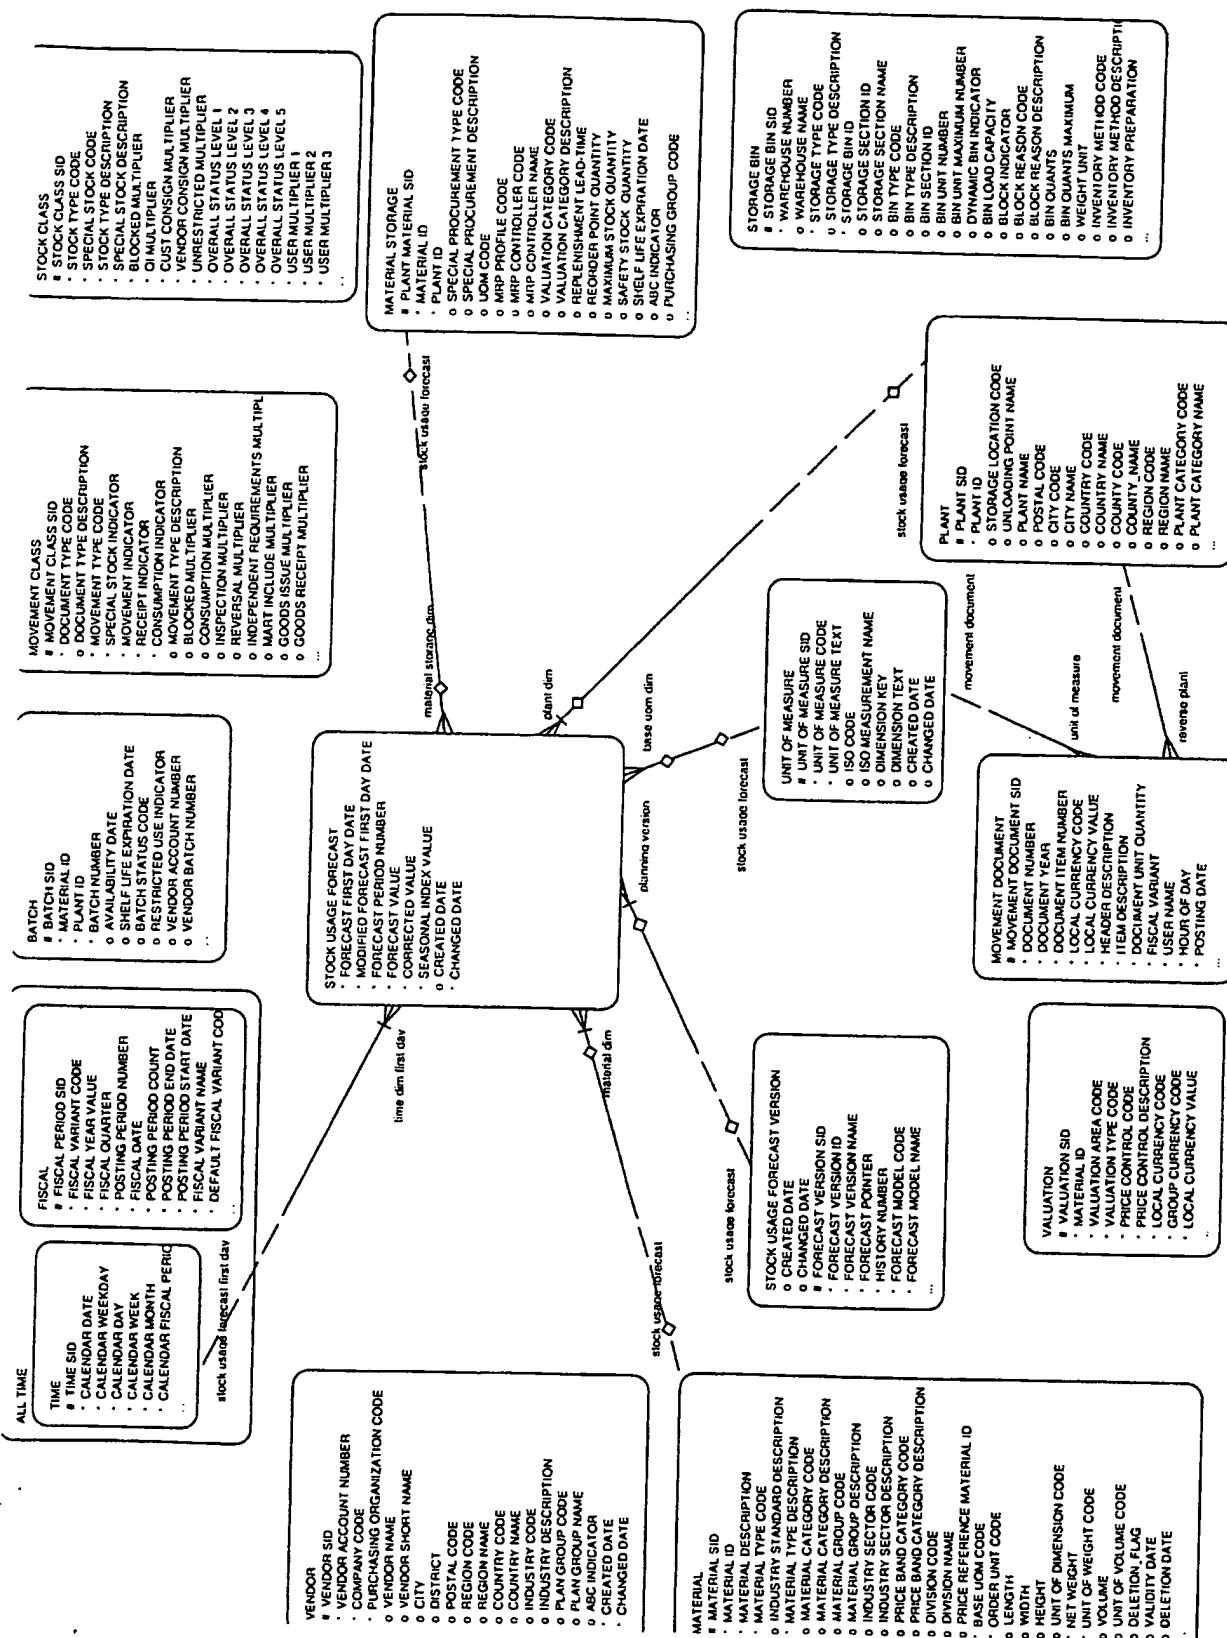 ALL TIME
TIME
# TIME SID
· CALENDAR DATE
· CALENDAR WEEKDAY
· CALENDAR DAY
· CALENDAR WEEK
· CALENDAR MONTH
· CALENDAR FISCAL PERIO
...
FISCAL
# FISCAL PERIOD SID
· FISCAL VARIANT CODE
· FISCAL YEAR VALUE
· FISCAL QUARTER
· POSTING PERIOD NUMBER
· FISCAL DATE
· POSTING PERIOD COUNT
· POSTING PERIOD END DATE
· POSTING PERIOD START DATE
· FISCAL VARIANT NAME
· DEFAULT FISCAL VARIANT COD
...
BATCH
# BATCH SID
· MATERIAL ID
· PLANT ID
· BATCH NUMBER
o AVAILABILITY DATE
o SHELF LIFE EXPIRATION DATE
o BATCH STATUS CODE
o RESTRICTED USE INDICATOR
o VENDOR ACCOUNT NUMBER
o VENDOR BATCH NUMBER
...
MOVEMENT CLASS
# MOVEMENT CLASS SID
· DOCUMENT TYPE CODE
o DOCUMENT TYPE DESCRIPTION
· MOVEMENT TYPE CODE
· SPECIAL STOCK INDICATOR
· MOVEMENT INDICATOR
· RECEIPT INDICATOR
· CONSUMPTION INDICATOR
o MOVEMENT TYPE DESCRIPTION
o BLOCKED MULTIPLIER
o CONSUMPTION MULTIPLIER
o INSPECTION MULTIPLIER
o REVERSAL MULTIPLIER
o INDEPENDENT REQUIREMENTS MULTIPL
o MART INCLUDE MULTIPLIER
o GOODS ISSUE MULTIPLIER
o GOODS RECEIPT MULTIPLIER
...
STOCK CLASS
# STOCK CLASS SID
· STOCK TYPE CODE
· SPECIAL STOCK CODE
· STOCK TYPE DESCRIPTION
· SPECIAL STOCK DESCRIPTION
· BLOCKED MULTIPLIER
· QI MULTIPLIER
· CUST CONSIGN MULTIPLIER
· VENDOR CONSIGN MULTIPLIER
· UNRESTRICTED MULTIPLIER
· OVERALL STATUS LEVEL 1
· OVERALL STATUS LEVEL 2
· OVERALL STATUS LEVEL 3
· OVERALL STATUS LEVEL 4
· OVERALL STATUS LEVEL 5
· USER MULTIPLIER 1
· USER MULTIPLIER 2
· USER MULTIPLIER 3
...
stock usage forecast first day
time dim first day
STOCK USAGE FORECAST
· FORECAST FIRST DAY DATE
· MODIFIED FORECAST FIRST DAY DATE
· FORECAST PERIOD NUMBER
· FORECAST VALUE
· CORRECTED VALUE
· SEASONAL INDEX VALUE
o CREATED DATE
· CHANGED DATE
material storage dim
stock usage forecast
MATERIAL STORAGE
# PLANT MATERIAL SID
· MATERIAL ID
· PLANT ID
o SPECIAL PROCUREMENT TYPE CODE
o SPECIAL PROCUREMENT DESCRIPTION
o UOM CODE
o MRP PROFILE CODE
o MRP CONTROLLER CODE
o MRP CONTROLLER NAME
o VALUATION CATEGORY CODE
o VALUATION CATEGORY DESCRIPTION
o REPLENISHMENT LEAD-TIME
o REORDER POINT QUANTITY
o MAXIMUM STOCK QUANTITY
o SAFETY STOCK QUANTITY
o SHELF LIFE EXPIRATION DATE
o ABC INDICATOR
o PURCHASING GROUP CODE
...
VENDOR
# VENDOR SID
· VENDOR ACCOUNT NUMBER
· COMPANY CODE
· PURCHASING ORGANIZATION CODE
o VENDOR NAME
o VENDOR SHORT NAME
o CITY
o DISTRICT
o POSTAL CODE
o REGION CODE
o REGION NAME
o COUNTRY CODE
o COUNTRY NAME
o INDUSTRY CODE
o INDUSTRY DESCRIPTION
o PLAN GROUP CODE
o PLAN GROUP NAME
o ABC INDICATOR
· CREATED DATE
· CHANGED DATE
material dim
stock usage forecast
planning version
stock usage forecast
base uom dim
stock usage forecast
plant dim
stock usage forecast
MATERIAL
# MATERIAL SID
· MATERIAL ID
· MATERIAL DESCRIPTION
· MATERIAL TYPE CODE
o INDUSTRY STANDARD DESCRIPTION
· MATERIAL TYPE DESCRIPTION
o MATERIAL CATEGORY CODE
o MATERIAL CATEGORY DESCRIPTION
o MATERIAL GROUP CODE
o MATERIAL GROUP DESCRIPTION
o INDUSTRY SECTOR CODE
o INDUSTRY SECTOR DESCRIPTION
o PRICE BAND CATEGORY CODE
o PRICE BAND CATEGORY DESCRIPTION
o DIVISION CODE
o DIVISION NAME
o PRICE REFERENCE MATERIAL ID
· BASE UOM CODE
· ORDER UNIT CODE
o LENGTH
o WIDTH
o HEIGHT
o UNIT OF DIMENSION CODE
· NET WEIGHT
· UNIT OF WEIGHT CODE
o VOLUME
o UNIT OF VOLUME CODE
o DELETION_FLAG
o VALIDITY DATE
o DELETION DATE
STOCK USAGE FORECAST VERSION
o CREATED DATE
o CHANGED DATE
# FORECAST VERSION SID
· FORECAST VERSION ID
· FORECAST VERSION NAME
· FORECAST POINTER
· HISTORY NUMBER
· FORECAST MODEL CODE
· FORECAST MODEL NAME
...
UNIT OF MEASURE
# UNIT OF MEASURE SID
· UNIT OF MEASURE CODE
· UNIT OF MEASURE TEXT
o ISO CODE
o ISO MEASUREMENT NAME
o DIMENSION KEY
o DIMENSION TEXT
o CREATED DATE
o CHANGED DATE
STORAGE BIN
# STORAGE BIN SID
· WAREHOUSE NUMBER
o WAREHOUSE NAME
· STORAGE TYPE CODE
o STORAGE TYPE DESCRIPTION
· STORAGE BIN ID
o STORAGE SECTION ID
o STORAGE SECTION NAME
o BIN TYPE CODE
o BIN TYPE DESCRIPTION
o BIN SECTION ID
o BIN UNIT NUMBER
o BIN UNIT MAXIMUM NUMBER
o DYNAMIC BIN INDICATOR
o BIN LOAD CAPACITY
o BLOCK INDICATOR
o BLOCK REASON CODE
o BLOCK REASON DESCRIPTION
o BIN QUANTS
o BIN QUANTS MAXIMUM
o WEIGHT UNIT
o INVENTORY METHOD CODE
o INVENTORY METHOD DESCRIPTI
o INVENTORY PREPARATION
...
PLANT
# PLANT SID
· PLANT ID
o STORAGE LOCATION CODE
o UNLOADING POINT NAME
o PLANT NAME
o POSTAL CODE
o CITY CODE
o CITY NAME
o COUNTRY CODE
o COUNTRY NAME
o COUNTY CODE
o COUNTY_NAME
o REGION CODE
o REGION NAME
o PLANT CATEGORY CODE
o PLANT CATEGORY NAME
...
movement document
unit of measure
movement document
reverse plant
MOVEMENT DOCUMENT
# MOVEMENT DOCUMENT SID
· DOCUMENT NUMBER
· DOCUMENT YEAR
· DOCUMENT ITEM NUMBER
· LOCAL CURRENCY CODE
· LOCAL CURRENCY VALUE
· HEADER DESCRIPTION
· ITEM DESCRIPTION
· DOCUMENT UNIT QUANTITY
· FISCAL VARIANT
· USER NAME
· HOUR OF DAY
· POSTING DATE
...
VALUATION
# VALUATION SID
· MATERIAL ID
· VALUATION AREA CODE
· VALUATION TYPE CODE
· PRICE CONTROL CODE
· PRICE CONTROL DESCRIPTION
· LOCAL CURRENCY CODE
· GROUP CURRENCY CODE
· LOCAL CURRENCY VALUE
...